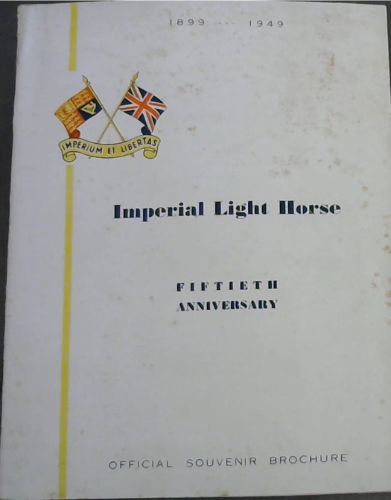 1899 --- 1949
IMPERIUM ET LIBERTAS
Imperial Light Horse
FIFTIETH
ANNIVERSARY
OFFICIAL SOUVENIR BROCHURE